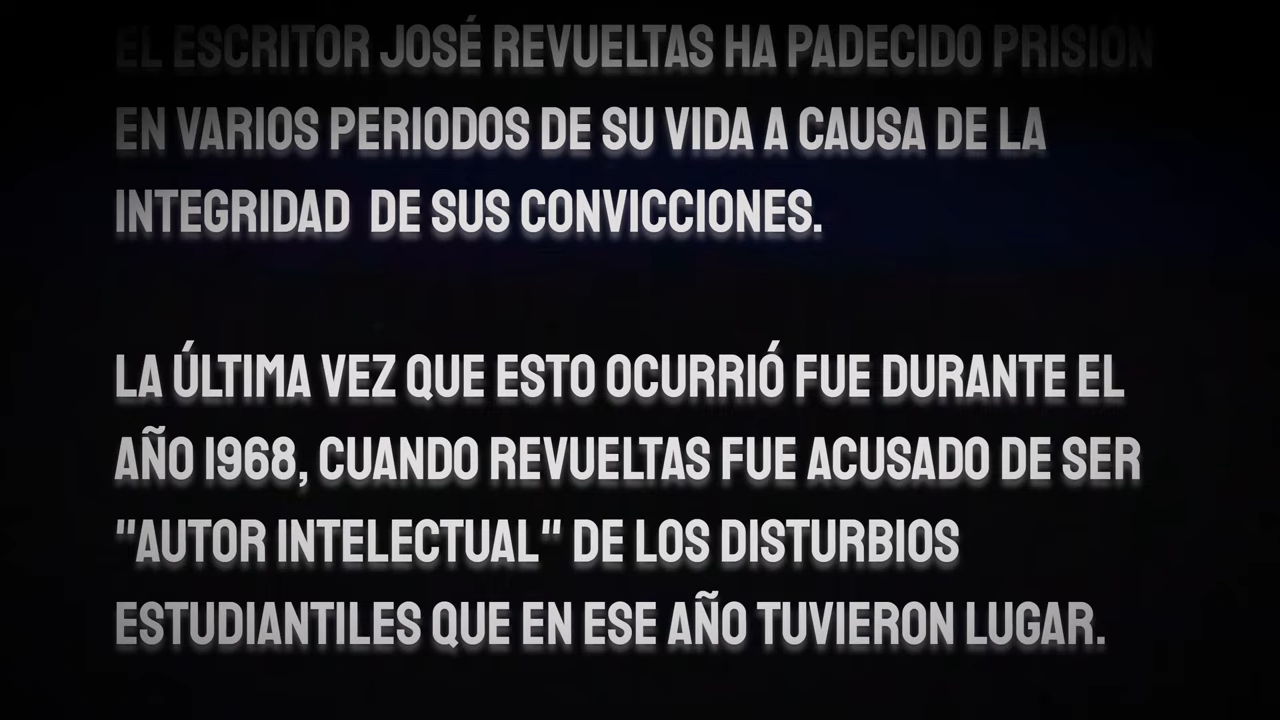 EL ESCRITOR JOSÉ REVUELTAS HA PADECIDO PRISIÓN
EN VARIOS PERIODOS DE SU VIDA A CAUSA DE LA
INTEGRIDAD DE SUS CONVICCIONES.
LA ÚLTIMA VEZ QUE ESTO OCURRIÓ FUE DURANTE EL
AÑO 1968, CUANDO REVUELTAS FUE ACUSADO DE SER
"AUTOR INTELECTUAL" DE LOS DISTURBIOS
ESTUDIANTILES QUE EN ESE AÑO TUVIERON LUGAR.